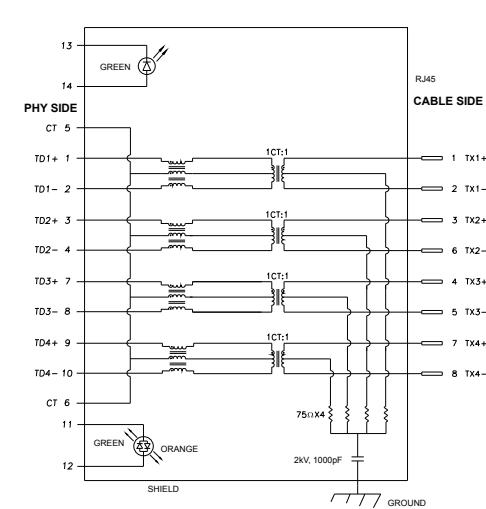 13
GREEN
14
RJ45
PHY SIDE
CABLE SIDE
CT 5
1CT:1
TD1+ 1
1 TX1+
TD1- 2
2 TX1-
1CT:1
TD2+ 3
3 TX2+
TD2- 4
6 TX2-
1CT:1
TD3+ 7
4 TX3+
TD3- 8
5 TX3-
1CT:1
TD4+ 9
7 TX4+
TD4- 10
8 TX4-
CT 6
75ΩX4
11
GREEN
ORANGE
12
2kV, 1000pF
SHIELD
GROUND